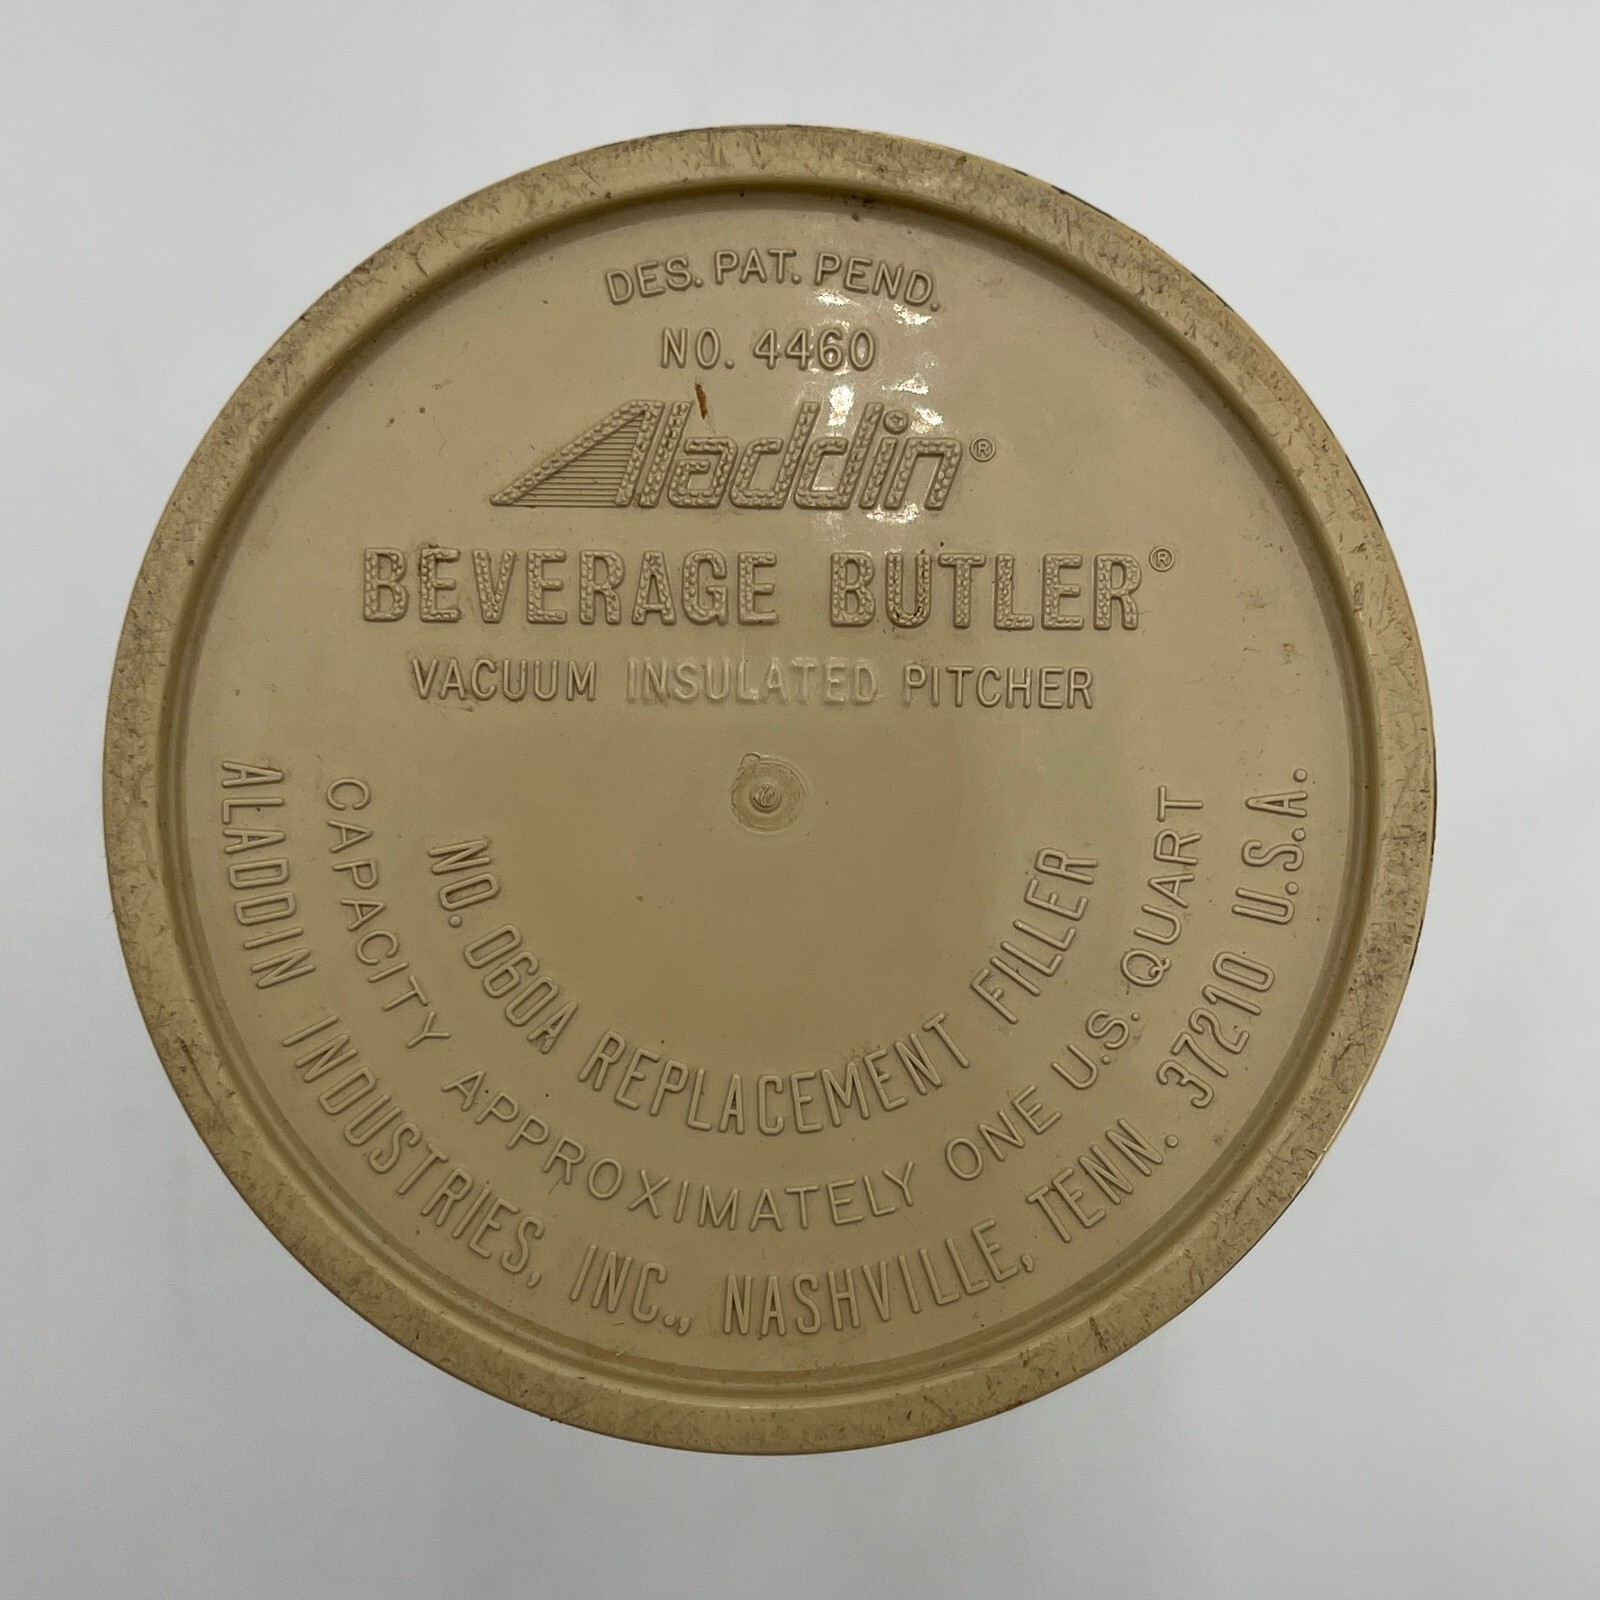 DES. PAT. PEND.
NO. 4460
Aladdin®
BEVERAGE BUTLER®
VACUUM INSULATED PITCHER
NO. 060A REPLACEMENT FILLER
CAPACITY APPROXIMATELY ONE U.S. QUART
ALADDIN INDUSTRIES, INC., NASHVILLE, TENN. 37210 U.S.A.